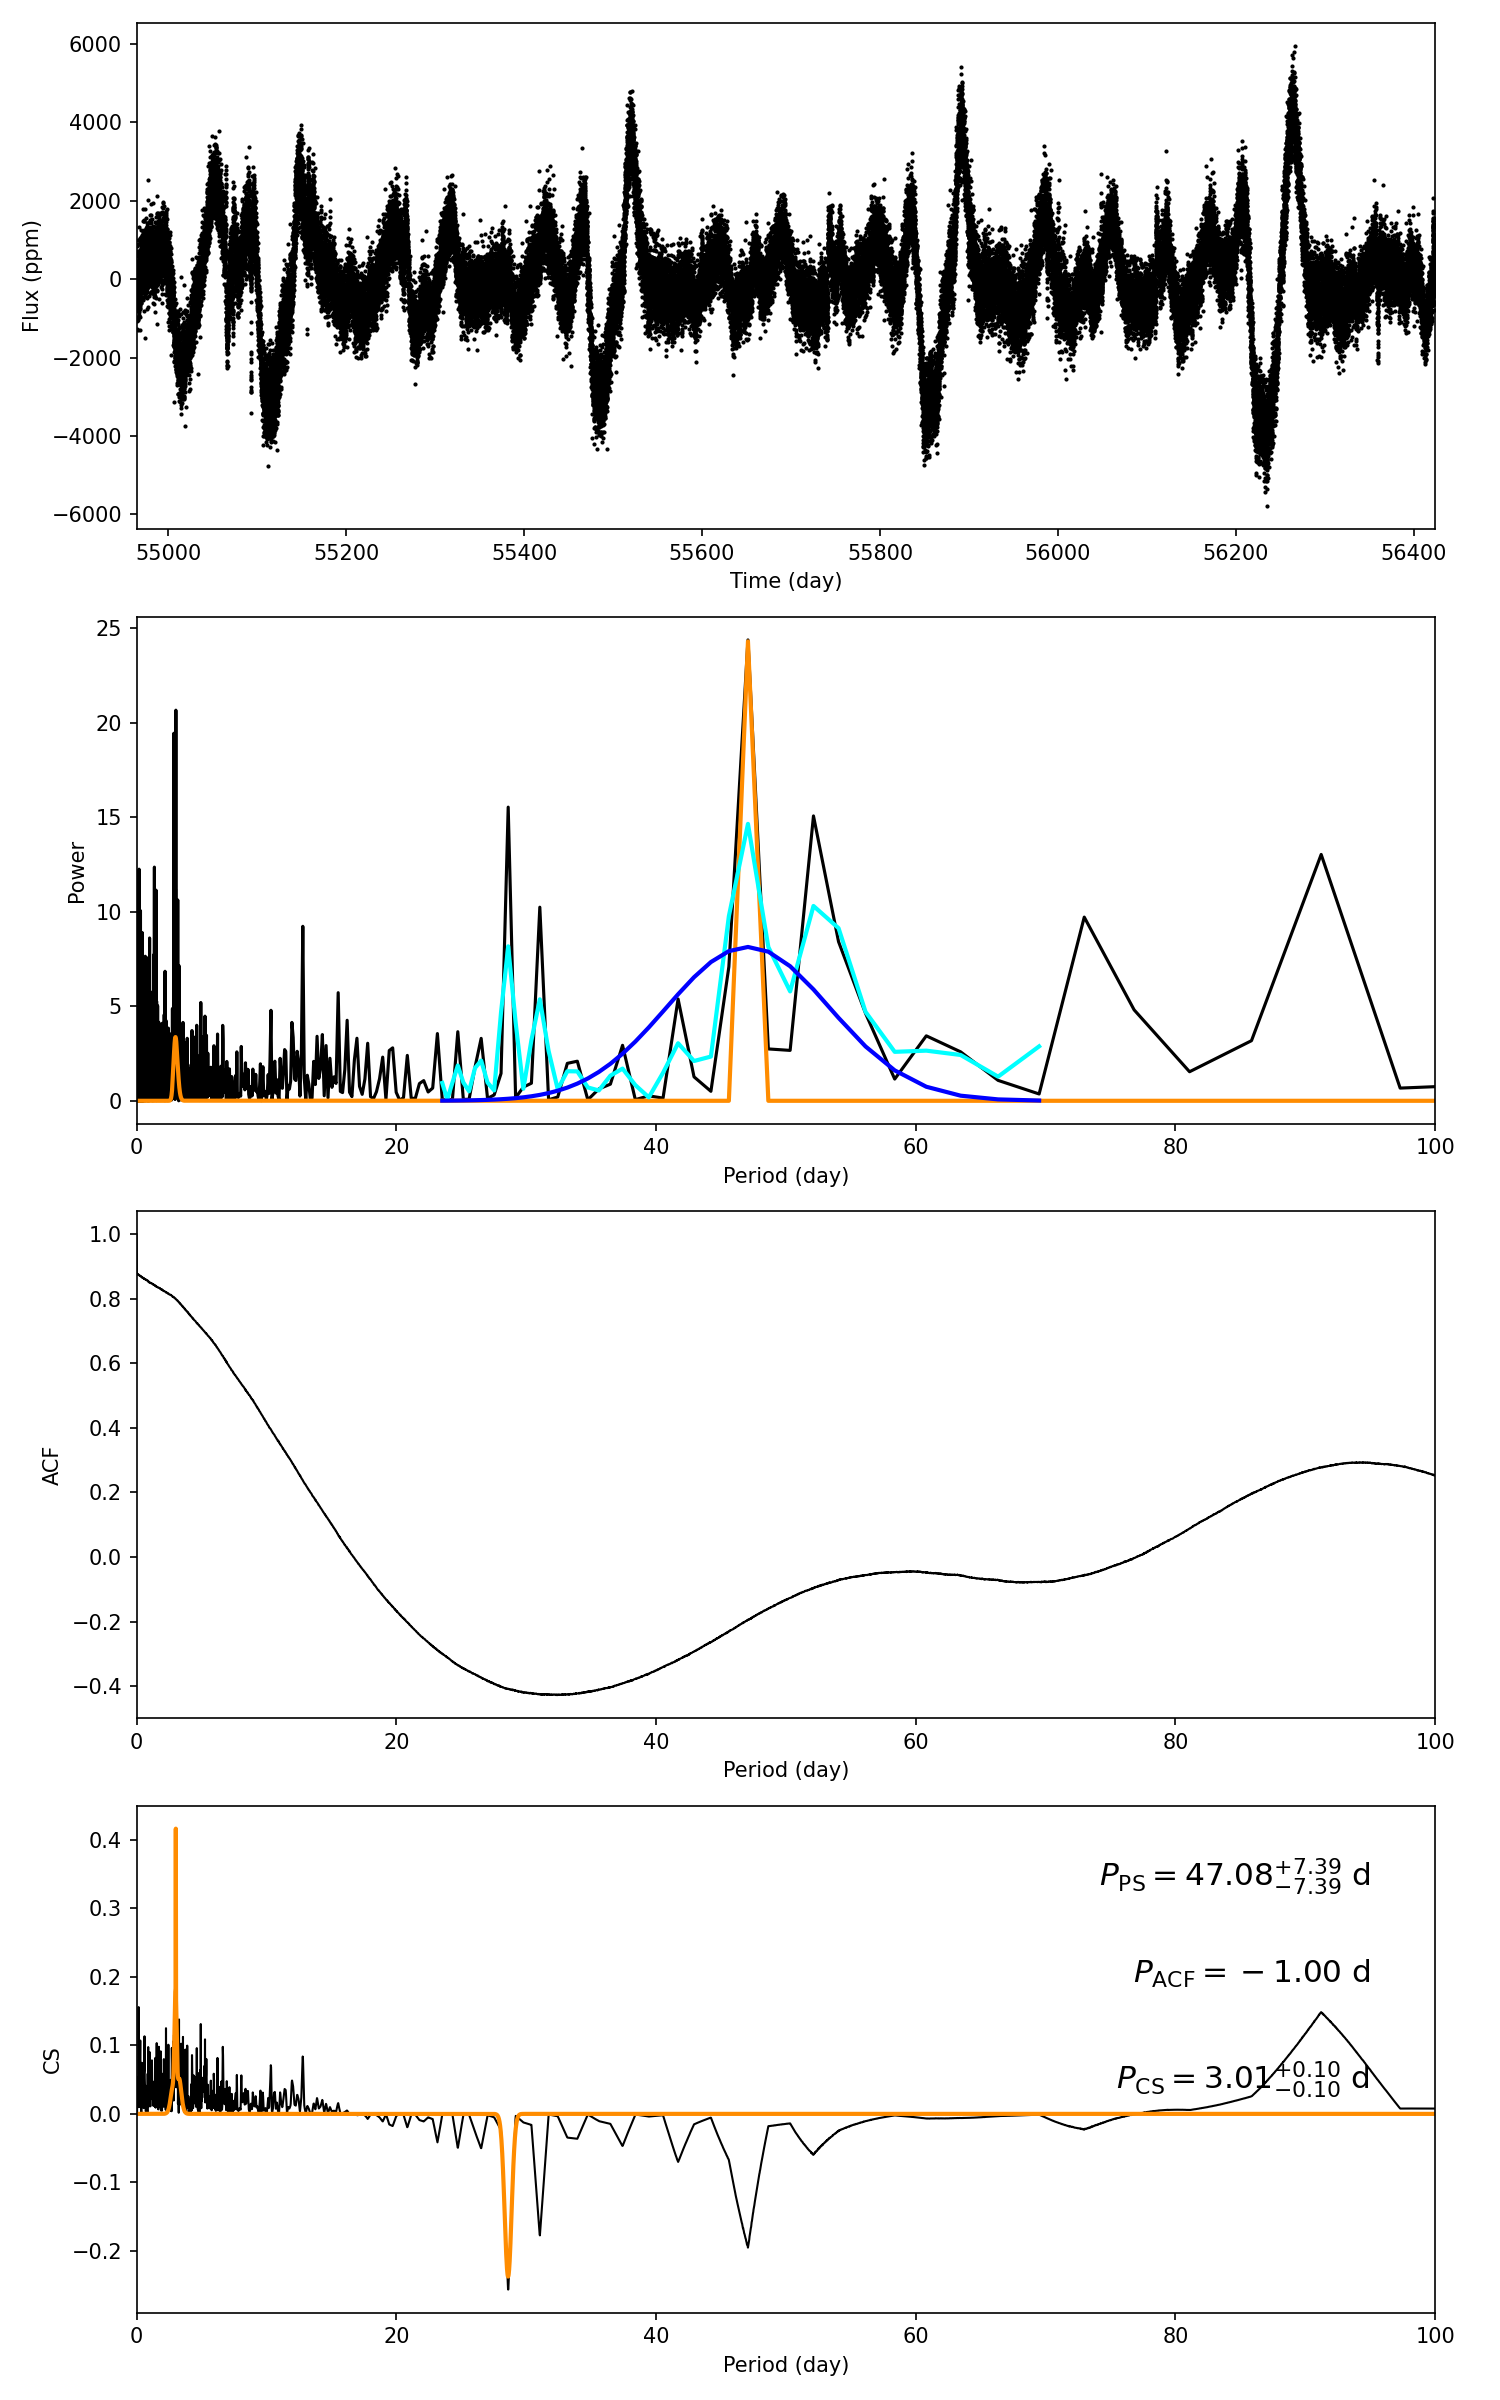 6000
4000
2000
0
−2000
−4000
−6000
Flux (ppm)
55000 55200 55400 55600 55800 56000 56200 56400
Time (day)
25
20
15
10
5
0
Power
0 20 40 60 80 100
Period (day)
1.0
0.8
0.6
0.4
0.2
0.0
−0.2
−0.4
ACF
0 20 40 60 80 100
Period (day)
0.4
0.3
0.2
0.1
0.0
−0.1
−0.2
CS
P_PS = 47.08 +7.39 −7.39 d
P_ACF = −1.00 d
P_CS = 3.01 +0.10 −0.10 d
0 20 40 60 80 100
Period (day)